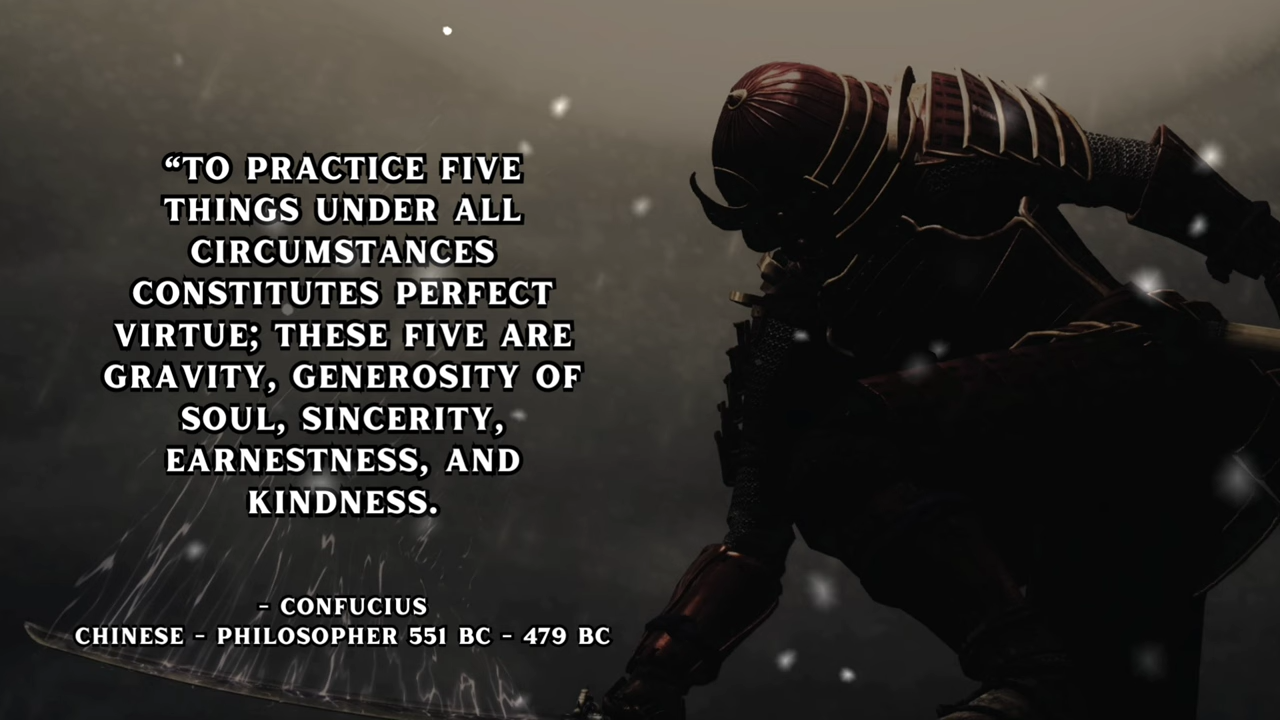 “TO PRACTICE FIVE
THINGS UNDER ALL
CIRCUMSTANCES
CONSTITUTES PERFECT
VIRTUE; THESE FIVE ARE
GRAVITY, GENEROSITY OF
SOUL, SINCERITY,
EARNESTNESS, AND
KINDNESS.
- CONFUCIUS
CHINESE - PHILOSOPHER 551 BC - 479 BC